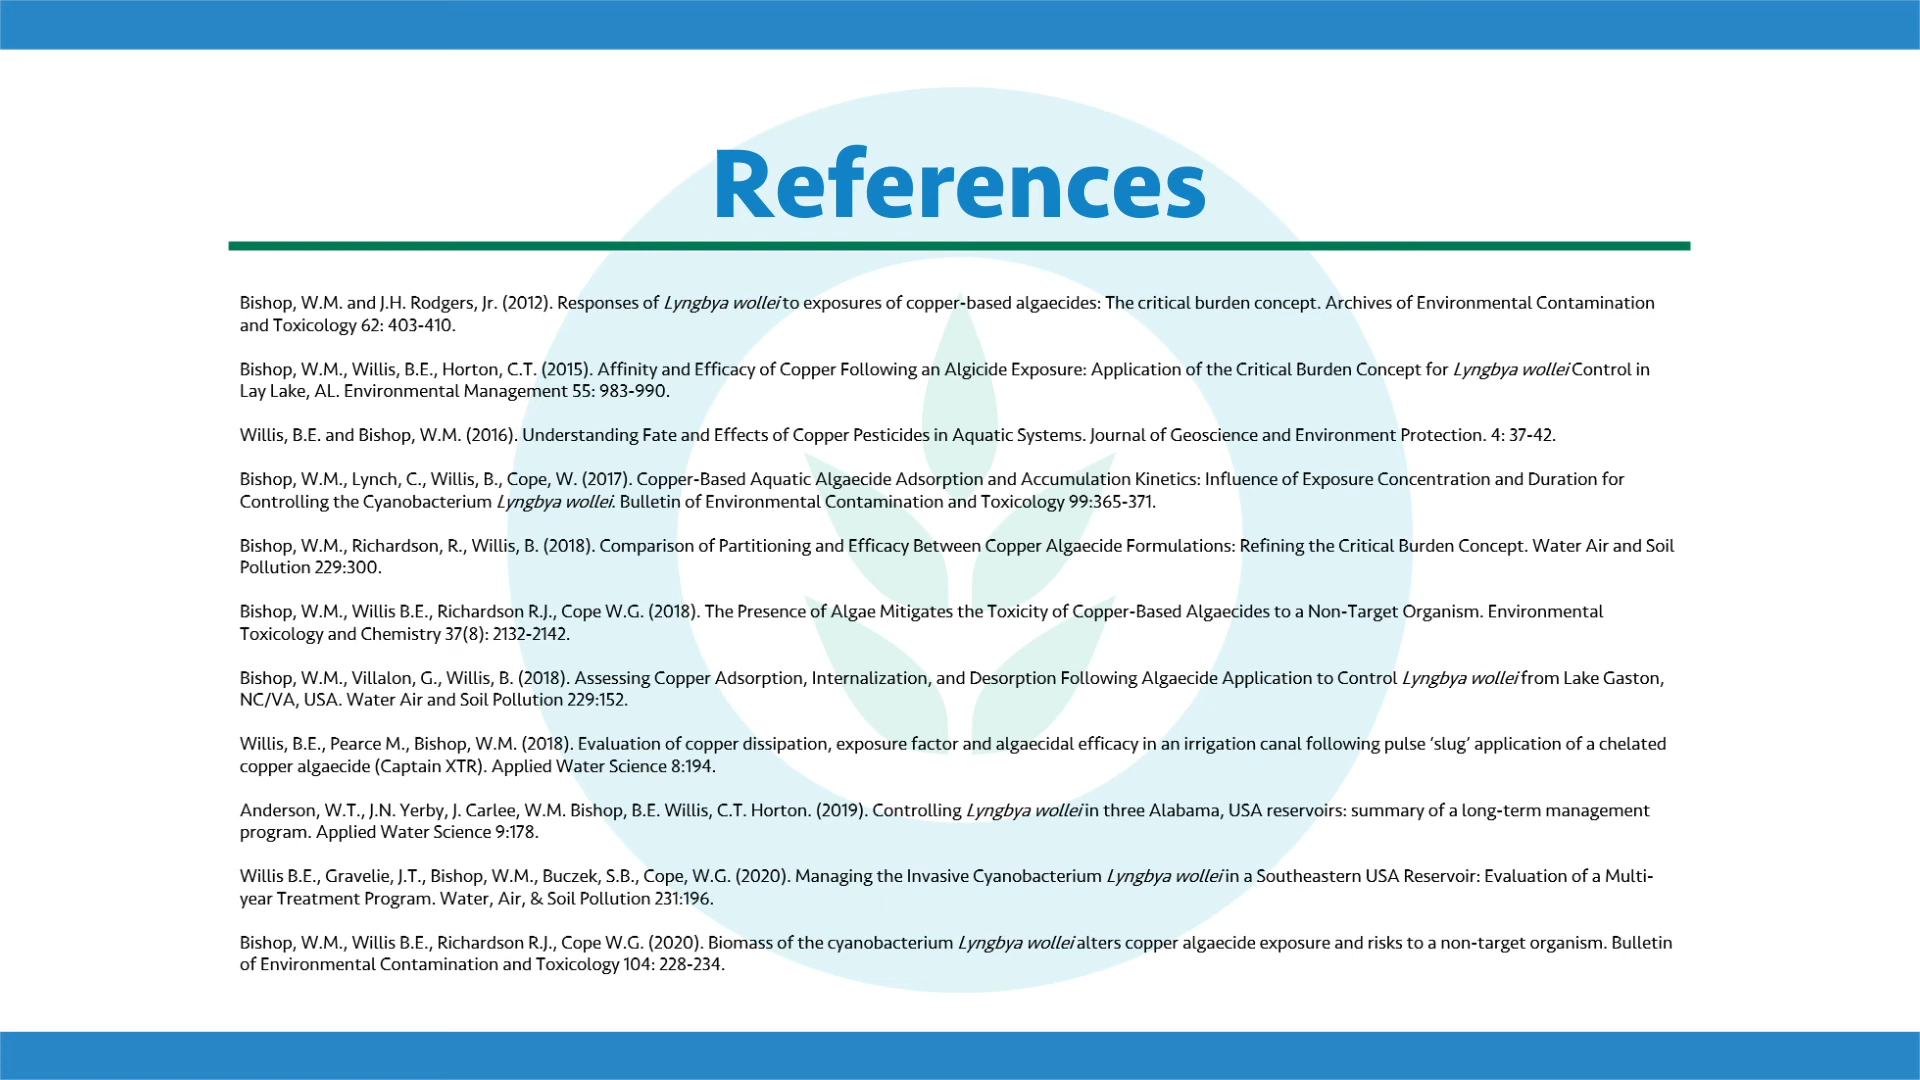 References
Bishop, W.M. and J.H. Rodgers, Jr. (2012). Responses of Lyngbya wollei to exposures of copper-based algaecides: The critical burden concept. Archives of Environmental Contamination
and Toxicology 62: 403-410.
Bishop, W.M., Willis, B.E., Horton, C.T. (2015). Affinity and Efficacy of Copper Following an Algicide Exposure: Application of the Critical Burden Concept for Lyngbya wollei Control in
Lay Lake, AL. Environmental Management 55: 983-990.
Willis, B.E. and Bishop, W.M. (2016). Understanding Fate and Effects of Copper Pesticides in Aquatic Systems. Journal of Geoscience and Environment Protection. 4: 37-42.
Bishop, W.M., Lynch, C., Willis, B., Cope, W. (2017). Copper-Based Aquatic Algaecide Adsorption and Accumulation Kinetics: Influence of Exposure Concentration and Duration for
Controlling the Cyanobacterium Lyngbya wollei. Bulletin of Environmental Contamination and Toxicology 99:365-371.
Bishop, W.M., Richardson, R., Willis, B. (2018). Comparison of Partitioning and Efficacy Between Copper Algaecide Formulations: Refining the Critical Burden Concept. Water Air and Soil
Pollution 229:300.
Bishop, W.M., Willis B.E., Richardson R.J., Cope W.G. (2018). The Presence of Algae Mitigates the Toxicity of Copper-Based Algaecides to a Non-Target Organism. Environmental
Toxicology and Chemistry 37(8): 2132-2142.
Bishop, W.M., Villalon, G., Willis, B. (2018). Assessing Copper Adsorption, Internalization, and Desorption Following Algaecide Application to Control Lyngbya wollei from Lake Gaston,
NC/VA, USA. Water Air and Soil Pollution 229:152.
Willis, B.E., Pearce M., Bishop, W.M. (2018). Evaluation of copper dissipation, exposure factor and algaecidal efficacy in an irrigation canal following pulse ‘slug’ application of a chelated
copper algaecide (Captain XTR). Applied Water Science 8:194.
Anderson, W.T., J.N. Yerby, J. Carlee, W.M. Bishop, B.E. Willis, C.T. Horton. (2019). Controlling Lyngbya wollei in three Alabama, USA reservoirs: summary of a long-term management
program. Applied Water Science 9:178.
Willis B.E., Gravelie, J.T., Bishop, W.M., Buczek, S.B., Cope, W.G. (2020). Managing the Invasive Cyanobacterium Lyngbya wollei in a Southeastern USA Reservoir: Evaluation of a Multi-
year Treatment Program. Water, Air, & Soil Pollution 231:196.
Bishop, W.M., Willis B.E., Richardson R.J., Cope W.G. (2020). Biomass of the cyanobacterium Lyngbya wollei alters copper algaecide exposure and risks to a non-target organism. Bulletin
of Environmental Contamination and Toxicology 104: 228-234.